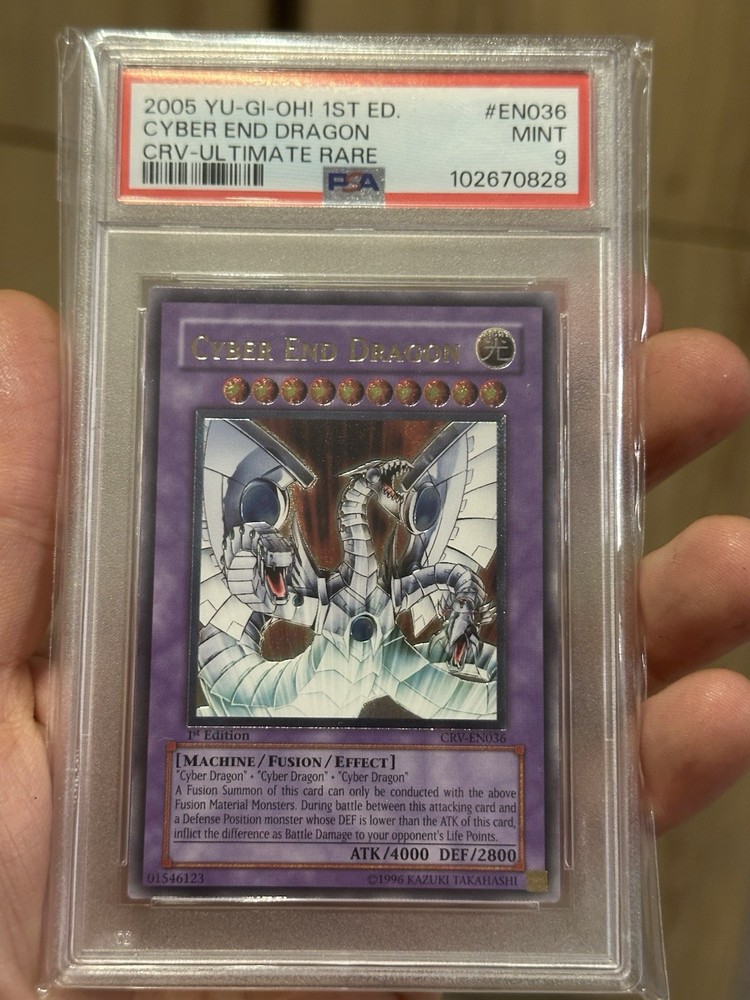 2005 YU-GI-OH! 1ST ED. #EN036
CYBER END DRAGON MINT
CRV-ULTIMATE RARE 9
PSA 102670828
CYBER END DRAGON 光
1st Edition CRV-EN036
[MACHINE/FUSION/EFFECT]
"Cyber Dragon" + "Cyber Dragon" + "Cyber Dragon"
A Fusion Summon of this card can only be conducted with the above
Fusion Material Monsters. During battle between this attacking card and
a Defense Position monster whose DEF is lower than the ATK of this card,
inflict the difference as Battle Damage to your opponent's Life Points.
ATK/4000 DEF/2800
01546123 ©1996 KAZUKI TAKAHASHI